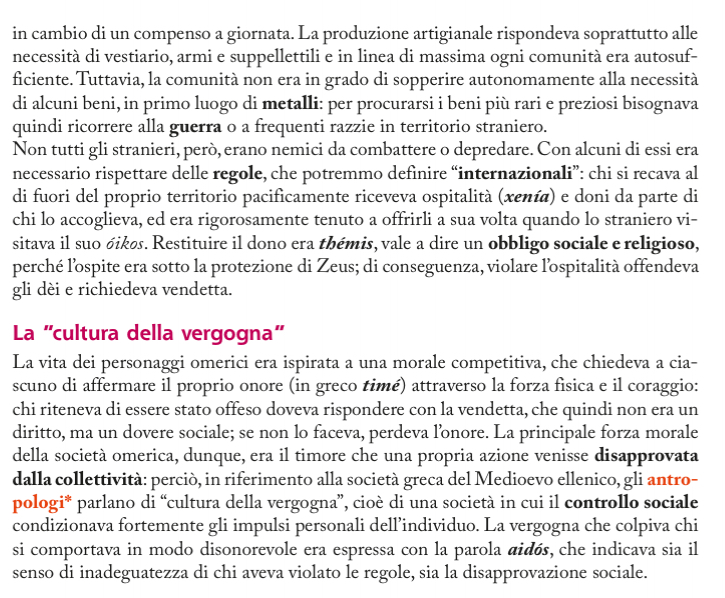 in cambio di un compenso a giornata. La produzione artigianale rispondeva soprattutto alle
necessità di vestiario, armi e suppellettili e in linea di massima ogni comunità era autosuf-
ficiente. Tuttavia, la comunità non era in grado di sopperire autonomamente alla necessità
di alcuni beni, in primo luogo di metalli: per procurarsi i beni più rari e preziosi bisognava
quindi ricorrere alla guerra o a frequenti razzie in territorio straniero.
Non tutti gli stranieri, però, erano nemici da combattere o depredare. Con alcuni di essi era
necessario rispettare delle regole, che potremmo definire “internazionali”: chi si recava al
di fuori del proprio territorio pacificamente riceveva ospitalità (xenía) e doni da parte di
chi lo accoglieva, ed era rigorosamente tenuto a offrirli a sua volta quando lo straniero vi-
sitava il suo óikos. Restituire il dono era thémis, vale a dire un obbligo sociale e religioso,
perché l’ospite era sotto la protezione di Zeus; di conseguenza, violare l’ospitalità offendeva
gli dèi e richiedeva vendetta.
La “cultura della vergogna”
La vita dei personaggi omerici era ispirata a una morale competitiva, che chiedeva a cia-
scuno di affermare il proprio onore (in greco timé) attraverso la forza fisica e il coraggio:
chi riteneva di essere stato offeso doveva rispondere con la vendetta, che quindi non era un
diritto, ma un dovere sociale; se non lo faceva, perdeva l’onore. La principale forza morale
della società omerica, dunque, era il timore che una propria azione venisse disapprovata
dalla collettività: perciò, in riferimento alla società greca del Medioevo ellenico, gli antro-
pologi* parlano di “cultura della vergogna”, cioè di una società in cui il controllo sociale
condizionava fortemente gli impulsi personali dell’individuo. La vergogna che colpiva chi
si comportava in modo disonorevole era espressa con la parola aidós, che indicava sia il
senso di inadeguatezza di chi aveva violato le regole, sia la disapprovazione sociale.